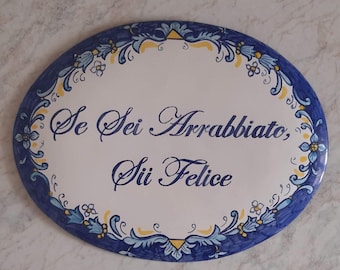 Se Sei Arrabbiato,
Sii Felice